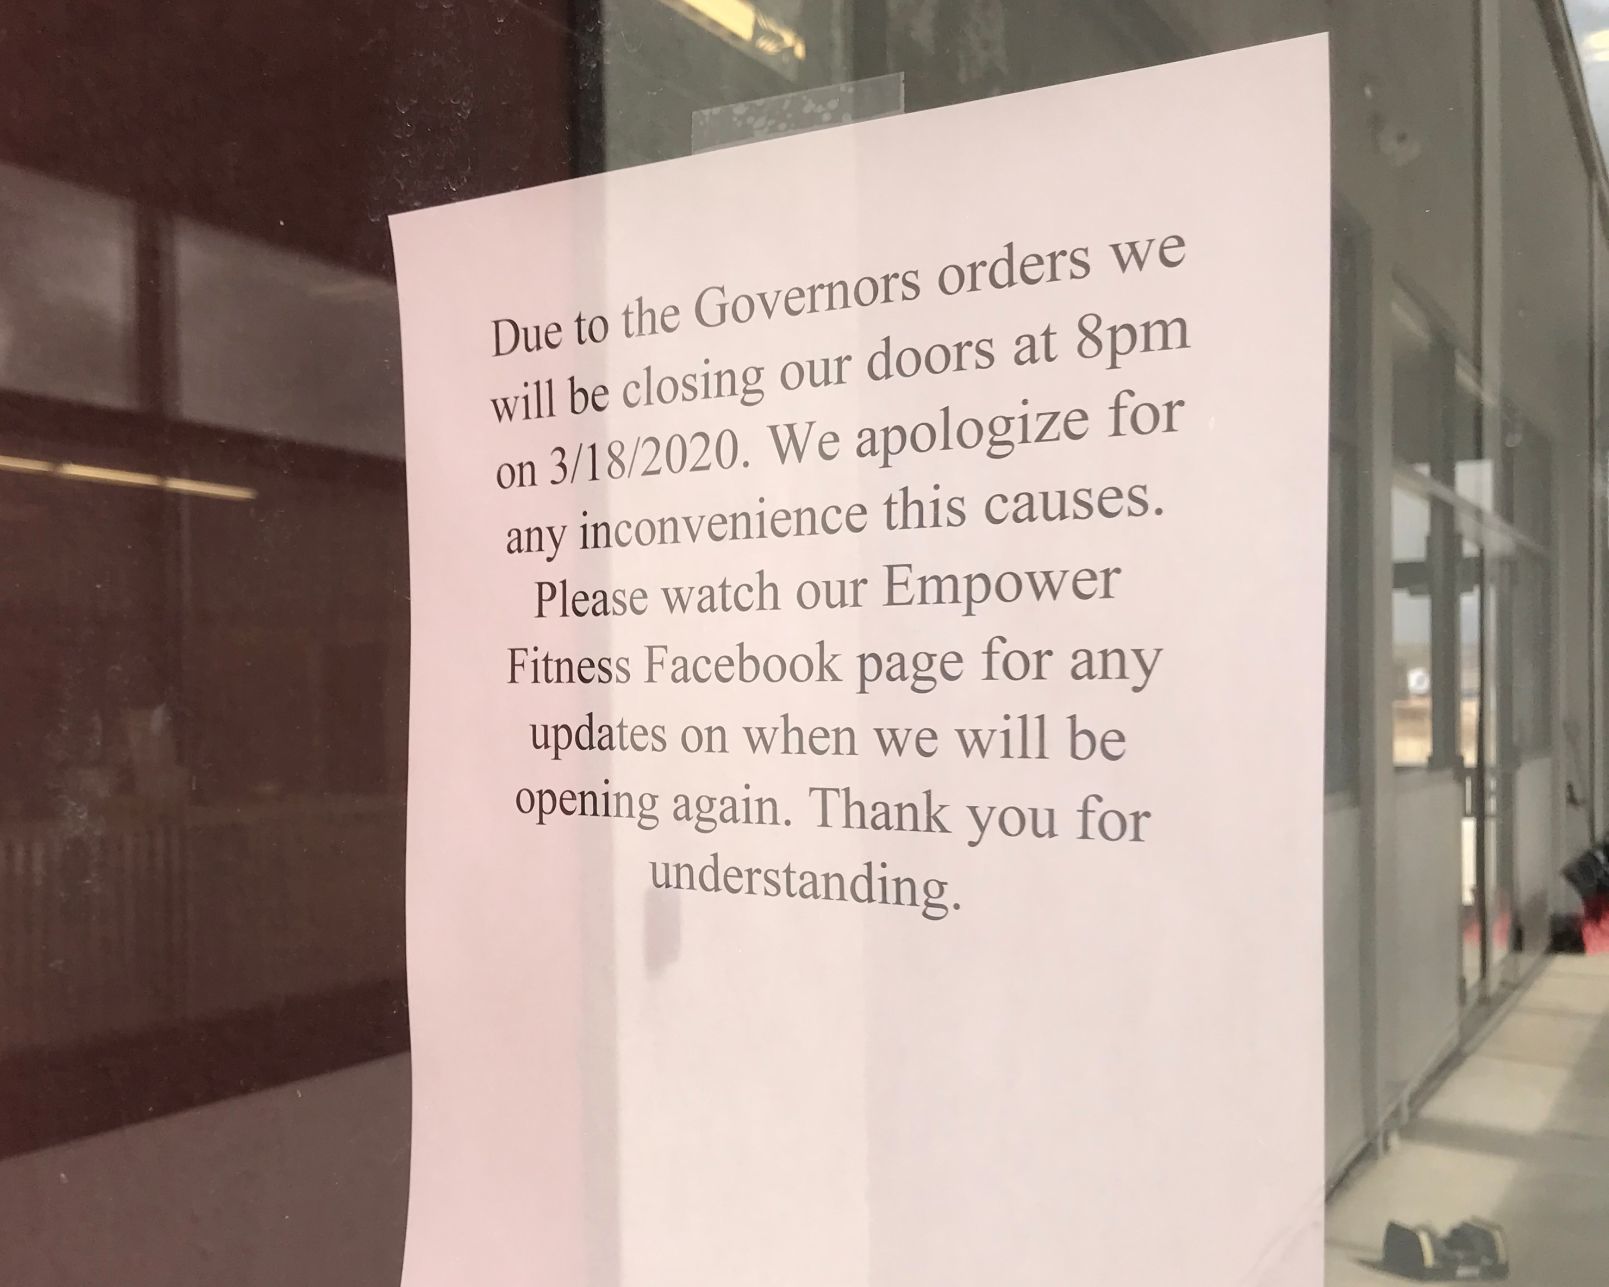 Due to the Governors orders we
will be closing our doors at 8pm
on 3/18/2020. We apologize for
any inconvenience this causes.
Please watch our Empower
Fitness Facebook page for any
updates on when we will be
opening again. Thank you for
understanding.